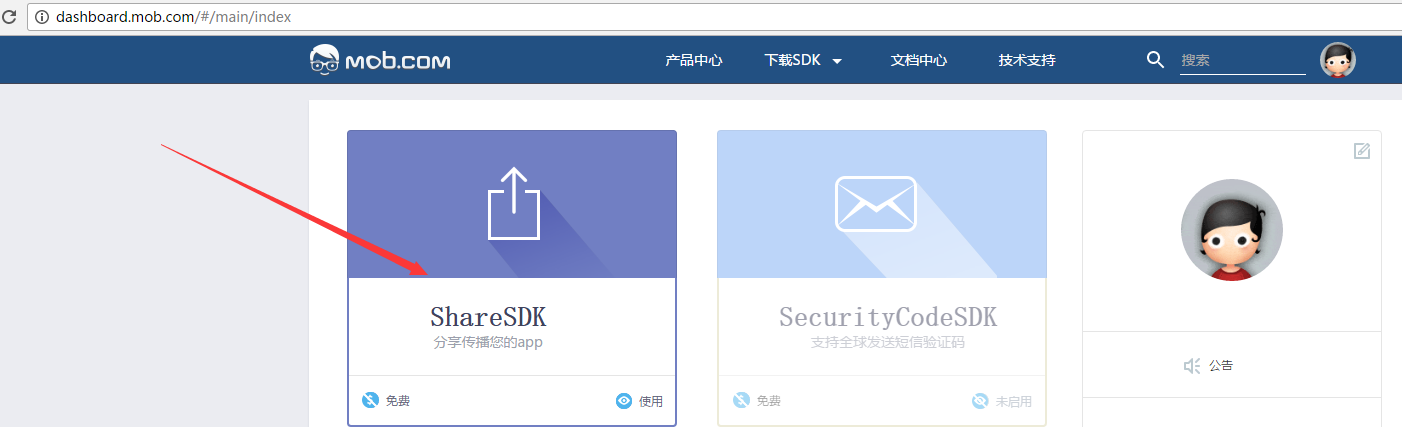 dashboard.mob.com/#/main/index
mob.com 产品中心 下载SDK 文档中心 技术支持 搜索
ShareSDK
分享传播您的app
免费 使用
SecurityCodeSDK
支持全球发送短信验证码
免费 未启用
公告